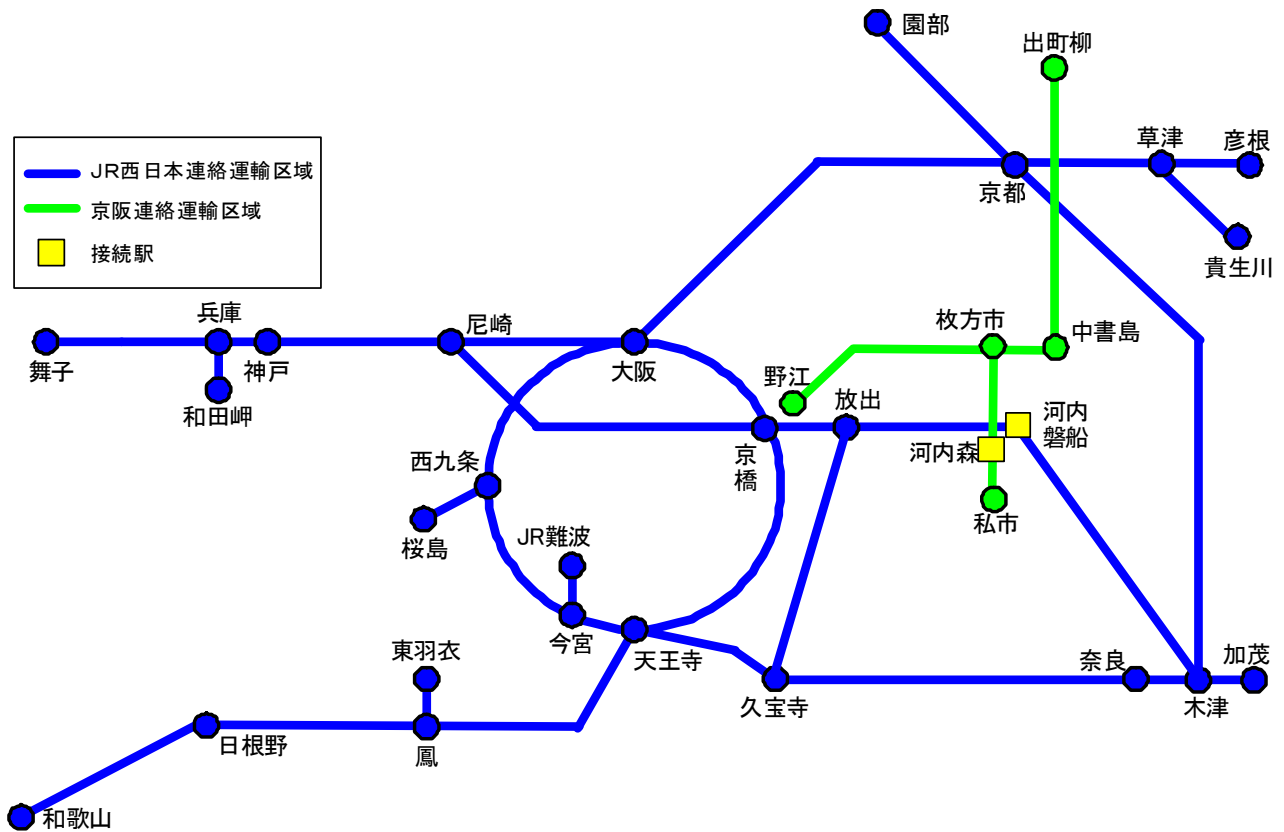 園部
出町柳
草津
彦根
京都
貴生川
JR西日本連絡運輸区域
京阪連絡運輸区域
接続駅
兵庫
尼崎
枚方市
中書島
舞子
神戸
大阪
野江
放出
河内
磐船
和田岬
京橋
河内森
西九条
私市
桜島
JR難波
今宮
天王寺
東羽衣
奈良
加茂
久宝寺
木津
日根野
鳳
和歌山